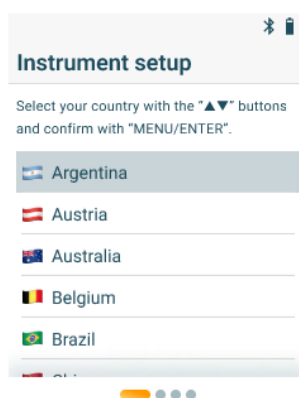 Instrument setup
Select your country with the "▲▼" buttons
and confirm with "MENU/ENTER".
Argentina
Austria
Australia
Belgium
Brazil